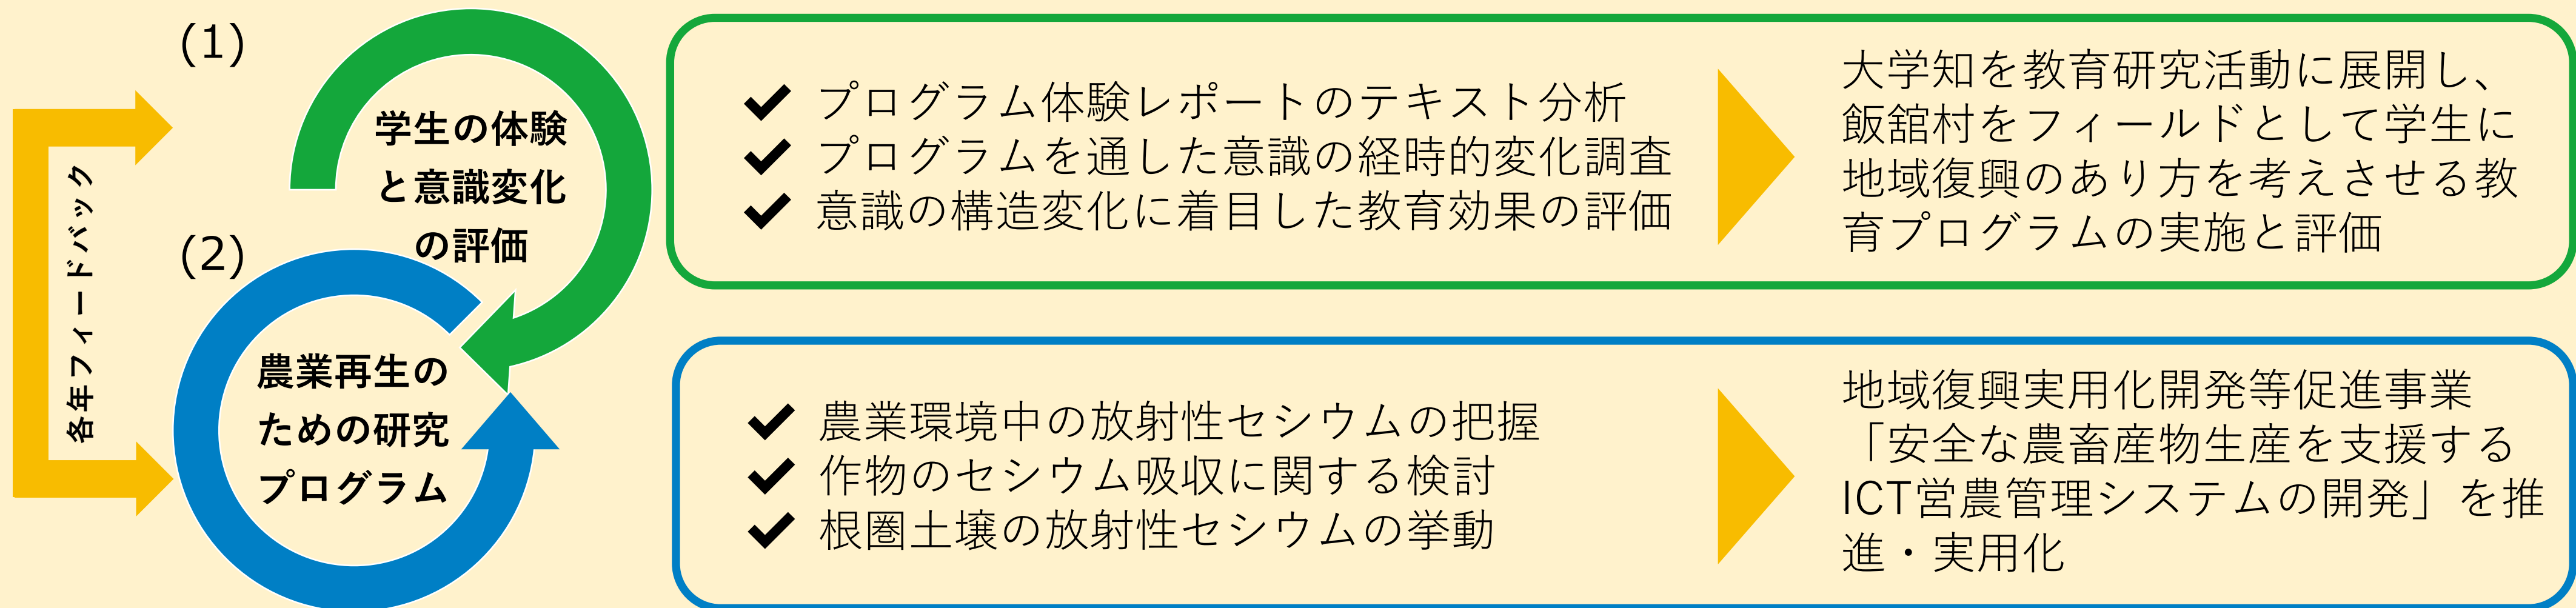 (1)
学生の体験
と意識変化
の評価
✔ プログラム体験レポートのテキスト分析
✔ プログラムを通した意識の経時的変化調査
✔ 意識の構造変化に着目した教育効果の評価
大学知を教育研究活動に展開し、
飯舘村をフィールドとして学生に
地域復興のあり方を考えさせる教
育プログラムの実施と評価
各年フィードバック
(2)
農業再生の
ための研究
プログラム
✔ 農業環境中の放射性セシウムの把握
✔ 作物のセシウム吸収に関する検討
✔ 根圏土壌の放射性セシウムの挙動
地域復興実用化開発等促進事業
「安全な農畜産物生産を支援する
ICT営農管理システムの開発」を推
進・実用化